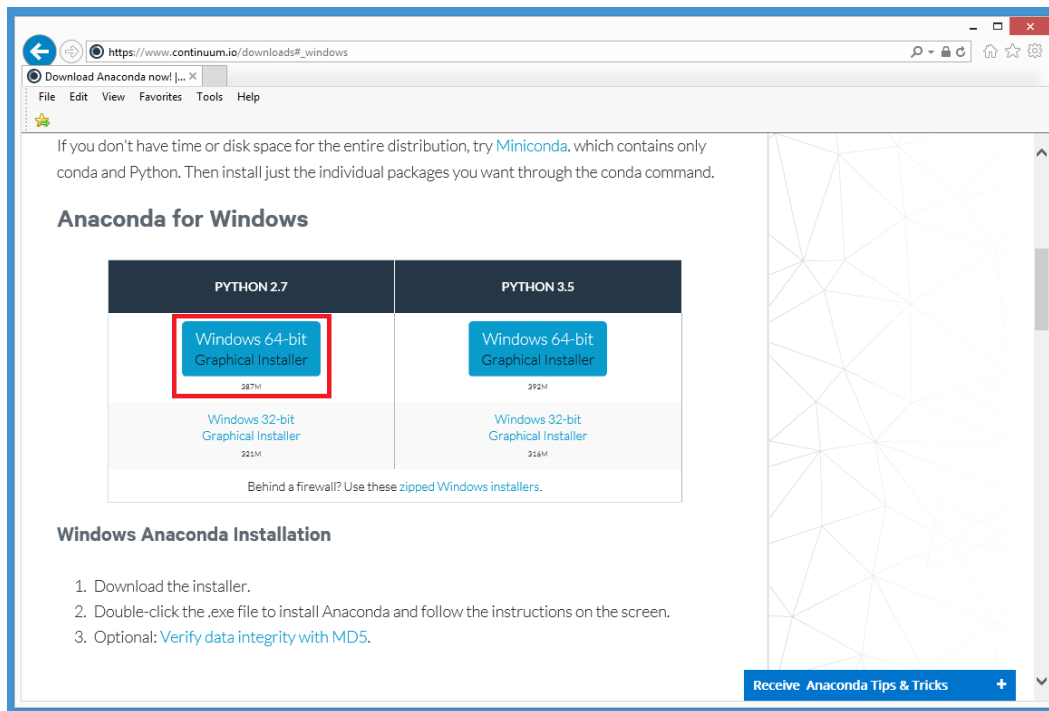 https://www.continuum.io/downloads#_windows
Download Anaconda now! |...
File Edit View Favorites Tools Help
If you don't have time or disk space for the entire distribution, try Miniconda. which contains only
conda and Python. Then install just the individual packages you want through the conda command.
Anaconda for Windows
PYTHON 2.7 PYTHON 3.5
Windows 64-bit Windows 64-bit
Graphical Installer Graphical Installer
387M 392M
Windows 32-bit Windows 32-bit
Graphical Installer Graphical Installer
321M 316M
Behind a firewall? Use these zipped Windows installers.
Windows Anaconda Installation
1. Download the installer.
2. Double-click the .exe file to install Anaconda and follow the instructions on the screen.
3. Optional: Verify data integrity with MD5.
Receive Anaconda Tips & Tricks +